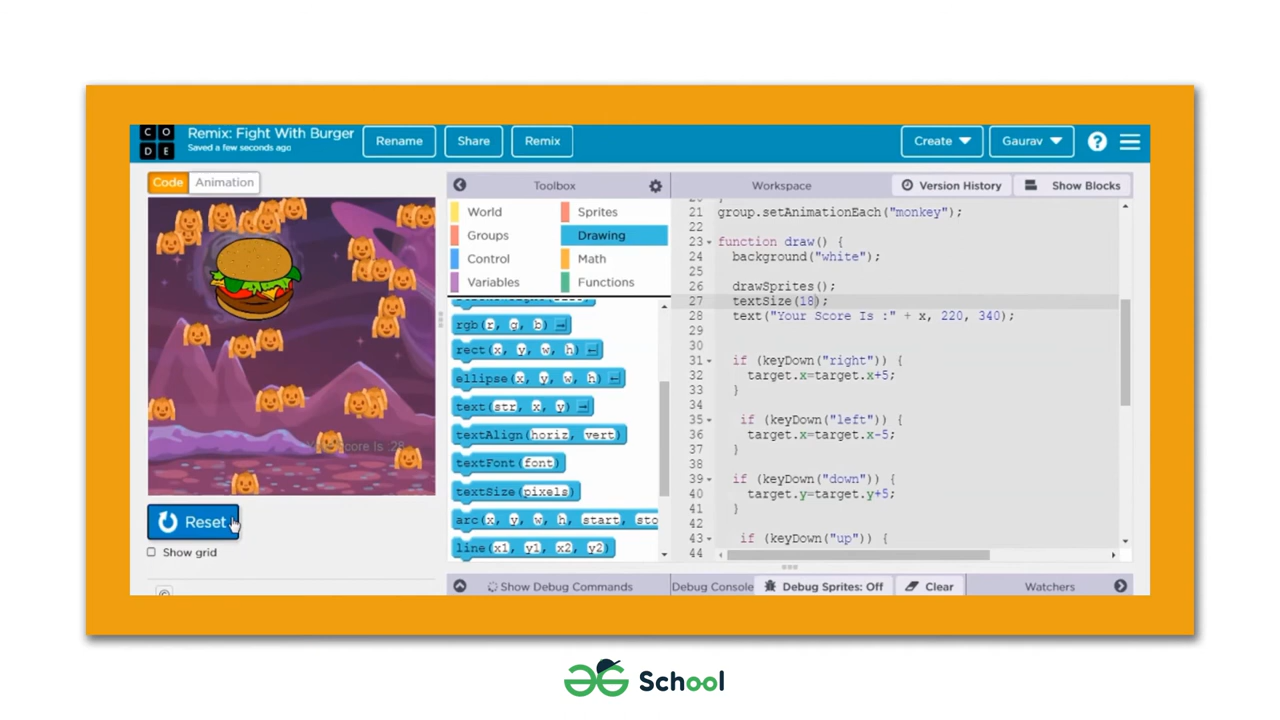 C O
D E
Remix: Fight With Burger
Saved a few seconds ago
Rename
Share
Remix
Create
Gaurav
?
Code
Animation
Your Score Is :28
Reset
Show grid
Toolbox
World
Sprites
Groups
Drawing
Control
Math
Variables
Functions
rgb(r, g, b)
rect(x, y, w, h)
ellipse(x, y, w, h)
text(str, x, y)
textAlign(horiz, vert)
textFont(font)
textSize(pixels)
arc(x, y, w, h, start, sto
line(x1, y1, x2, y2)
Show Debug Commands
Workspace
Version History
Show Blocks
21 group.setAnimationEach("monkey");
22
23 function draw() {
24 background("white");
25
26 drawSprites();
27 textSize(18);
28 text("Your Score Is :" + x, 220, 340);
29
30
31 if (keyDown("right")) {
32 target.x=target.x+5;
33 }
34
35 if (keyDown("left")) {
36 target.x=target.x-5;
37 }
38
39 if (keyDown("down")) {
40 target.y=target.y+5;
41 }
42
43 if (keyDown("up")) {
44
Debug Console
Debug Sprites: Off
Clear
Watchers
School